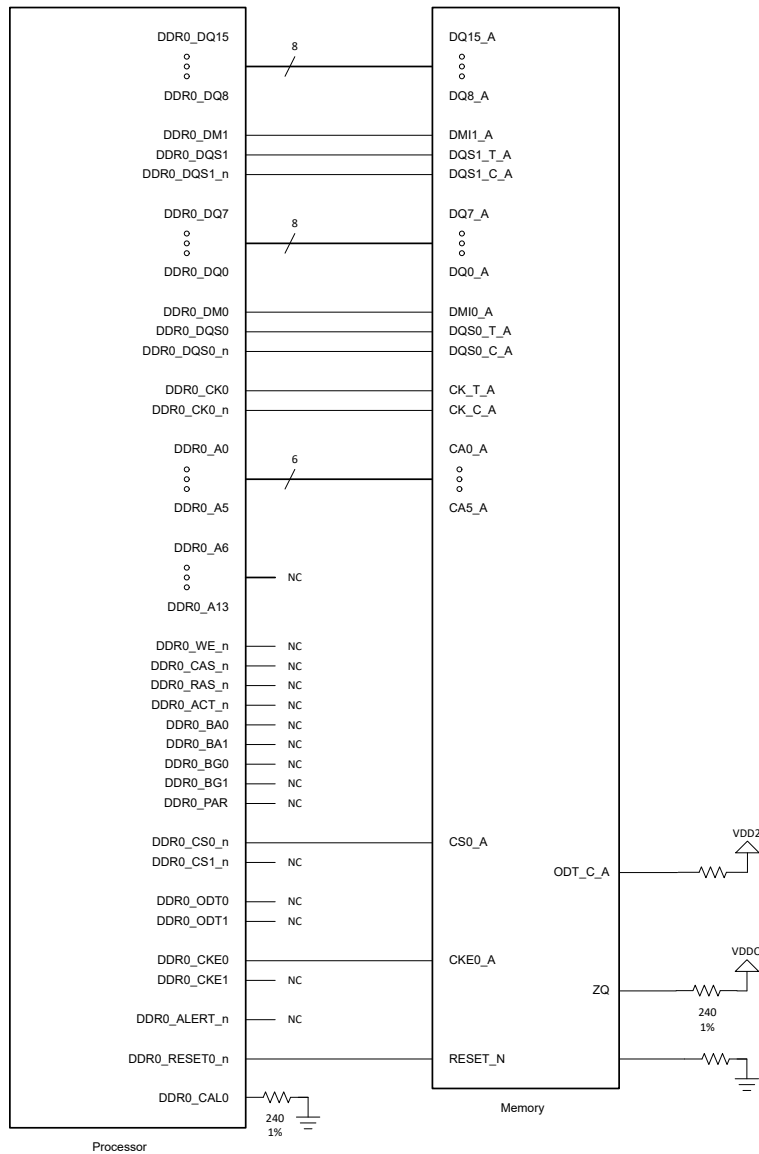 DDR0_DQ15 8 DQ15_A
DDR0_DQ8 DQ8_A
DDR0_DM1 DMI1_A
DDR0_DQS1 DQS1_T_A
DDR0_DQS1_n DQS1_C_A
DDR0_DQ7 8 DQ7_A
DDR0_DQ0 DQ0_A
DDR0_DM0 DMI0_A
DDR0_DQS0 DQS0_T_A
DDR0_DQS0_n DQS0_C_A
DDR0_CK0 CK_T_A
DDR0_CK0_n CK_C_A
DDR0_A0 6 CA0_A
DDR0_A5 CA5_A
DDR0_A6
NC
DDR0_A13
DDR0_WE_n NC
DDR0_CAS_n NC
DDR0_RAS_n NC
DDR0_ACT_n NC
DDR0_BA0 NC
DDR0_BA1 NC
DDR0_BG0 NC
DDR0_BG1 NC
DDR0_PAR NC
VDD2
DDR0_CS0_n CS0_A
DDR0_CS1_n NC
ODT_C_A
DDR0_ODT0 NC
DDR0_ODT1 NC
DDR0_CKE0 CKE0_A
DDR0_CKE1 NC
ZQ
240
1%
DDR0_ALERT_n NC
DDR0_RESET0_n RESET_N
DDR0_CAL0
240
1%
Memory
Processor